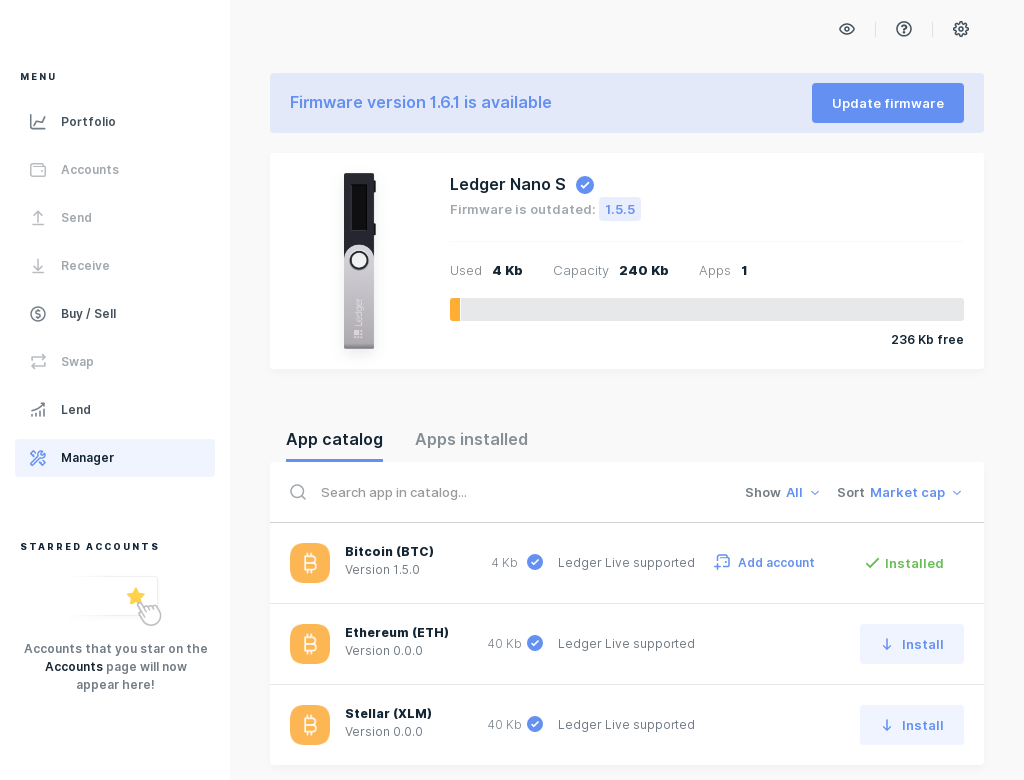 MENU
Portfolio
Accounts
Send
Receive
Buy / Sell
Swap
Lend
Manager
STARRED ACCOUNTS
Accounts that you star on the
Accounts page will now
appear here!
Firmware version 1.6.1 is available
Update firmware
Ledger
Ledger Nano S
Firmware is outdated: 1.5.5
Used 4 Kb Capacity 240 Kb Apps 1
236 Kb free
App catalog Apps installed
Search app in catalog... Show All Sort Market cap
Bitcoin (BTC)
Version 1.5.0
4 Kb Ledger Live supported Add account Installed
Ethereum (ETH)
Version 0.0.0
40 Kb Ledger Live supported Install
Stellar (XLM)
Version 0.0.0
40 Kb Ledger Live supported Install